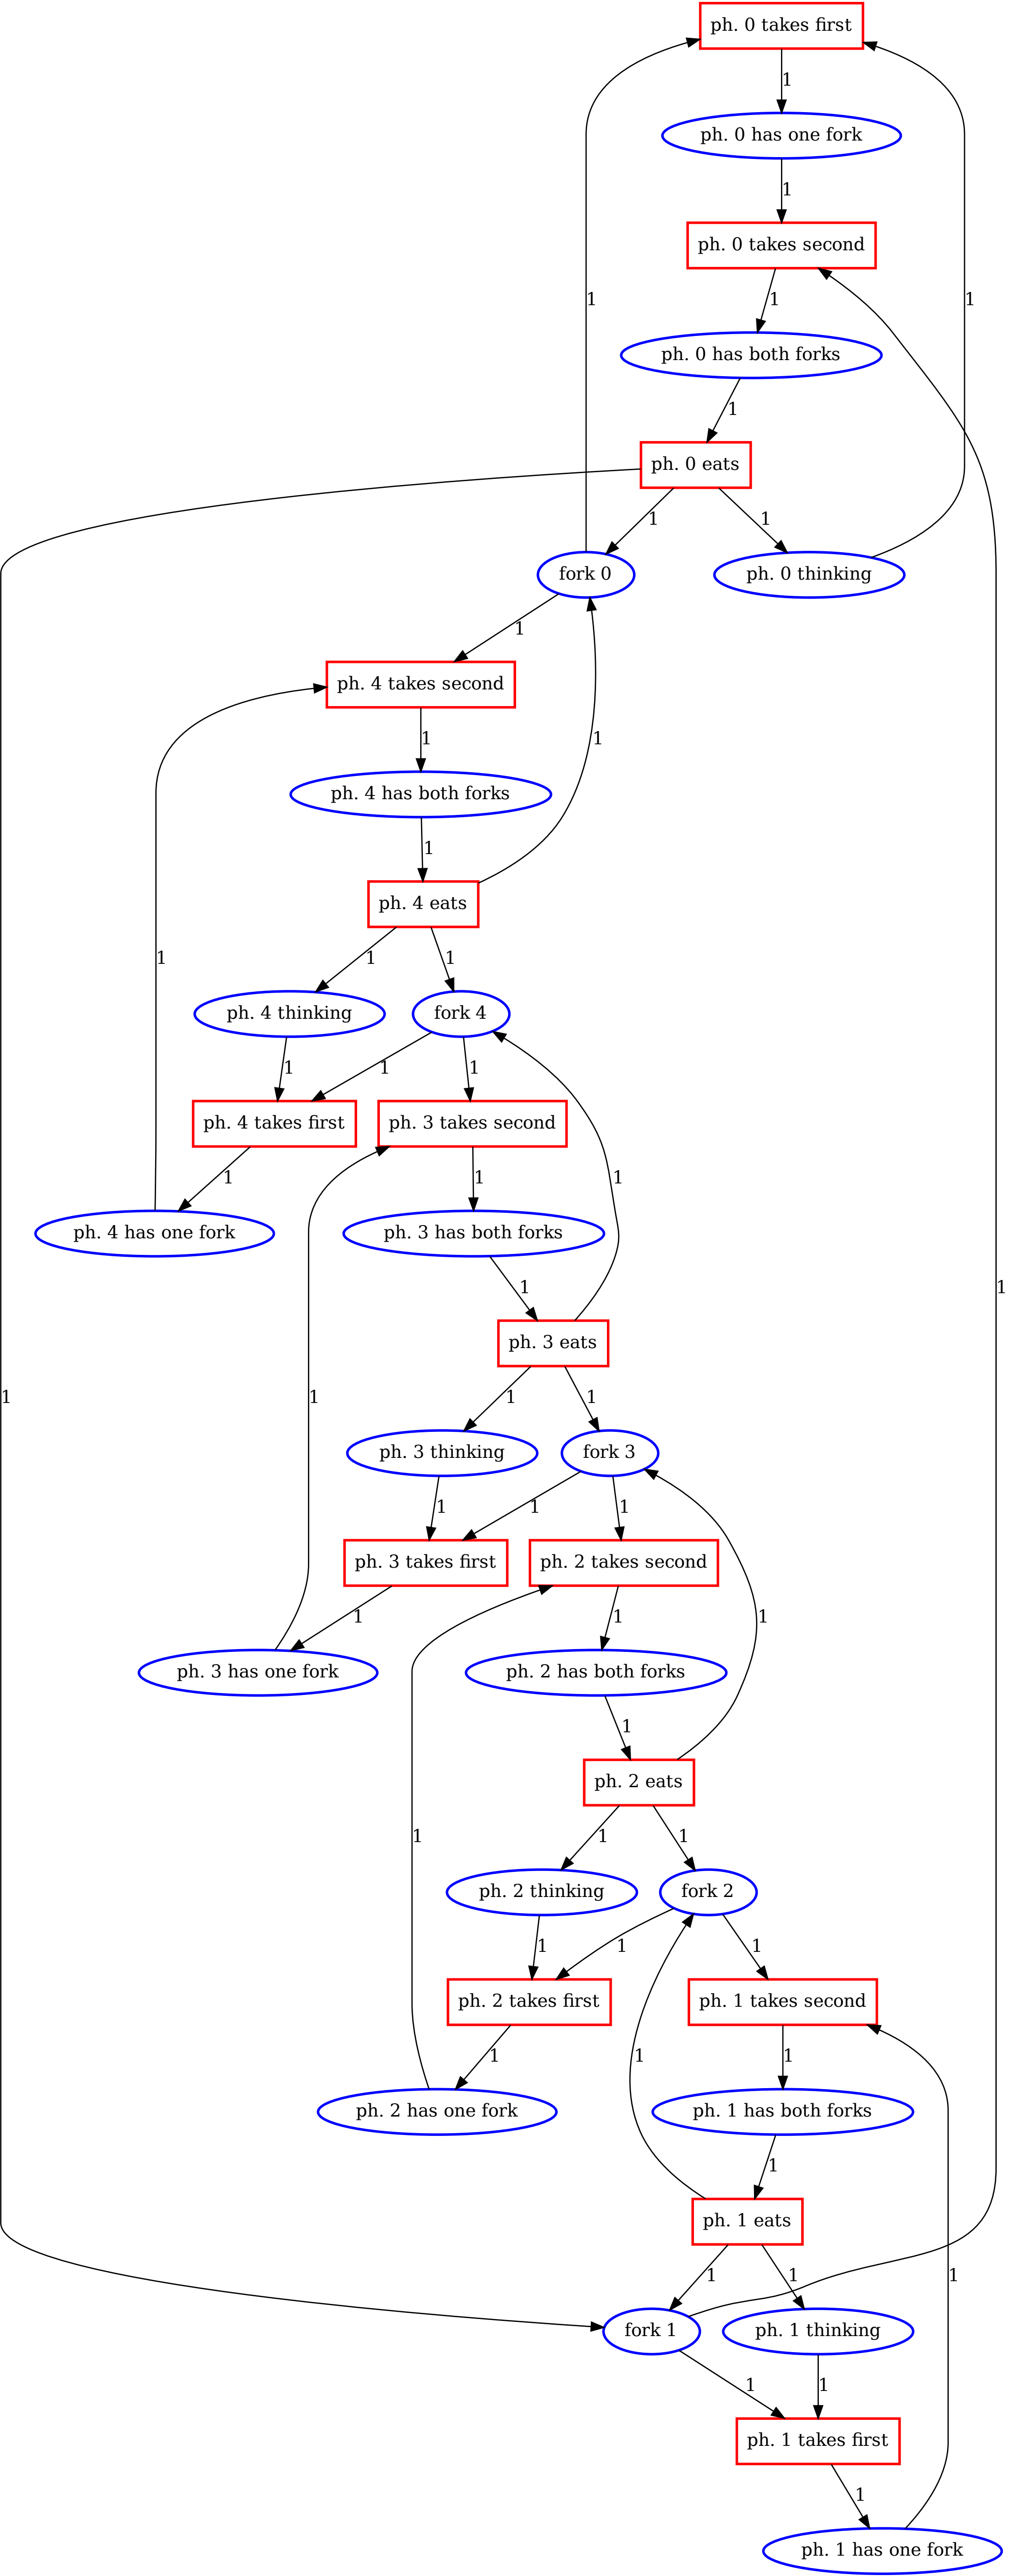 ph. 0 takes first
1
ph. 0 has one fork
1
ph. 0 takes second
1
1
1
ph. 0 has both forks
1
ph. 0 eats
1
1
fork 0
ph. 0 thinking
1
ph. 4 takes second
1
1
ph. 4 has both forks
1
ph. 4 eats
1
1
1
ph. 4 thinking
fork 4
1
1
1
ph. 4 takes first
ph. 3 takes second
1
1
1
ph. 4 has one fork
ph. 3 has both forks
1
1
ph. 3 eats
1
1
1
1
ph. 3 thinking
fork 3
1
1
1
ph. 3 takes first
ph. 2 takes second
1
1
1
ph. 3 has one fork
ph. 2 has both forks
1
ph. 2 eats
1
1
1
ph. 2 thinking
fork 2
1
1
1
ph. 2 takes first
ph. 1 takes second
1
1
1
ph. 2 has one fork
ph. 1 has both forks
1
ph. 1 eats
1
1
1
fork 1
ph. 1 thinking
1
1
ph. 1 takes first
1
ph. 1 has one fork